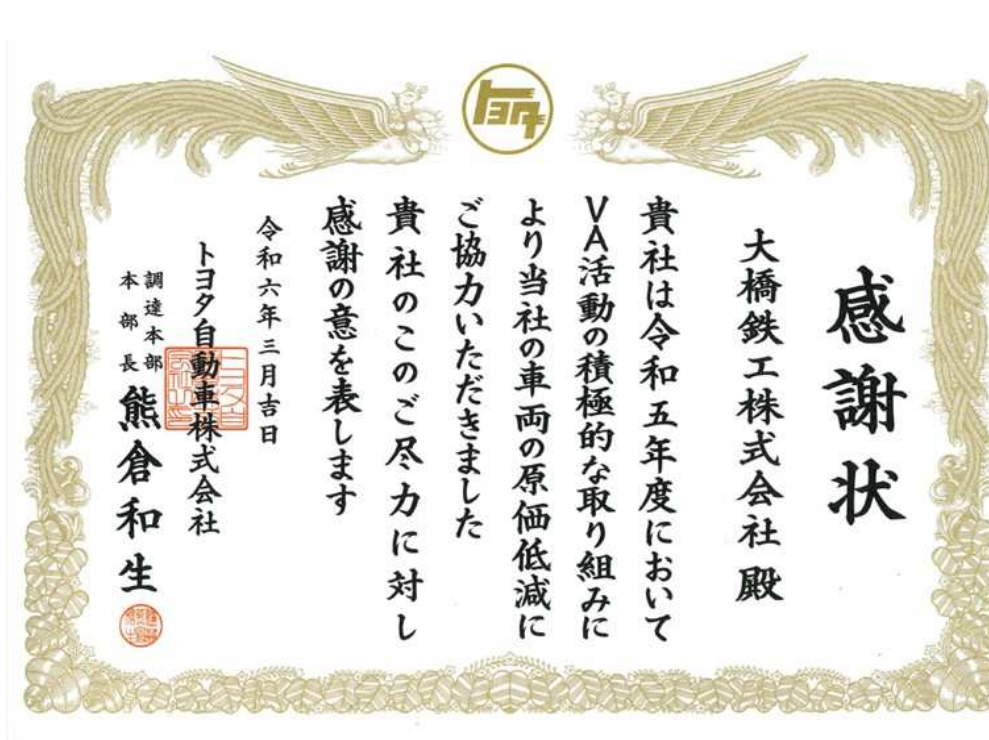 トヨタ
感謝状
大橋鉄工株式会社 殿
貴社は令和五年度において
VA活動の積極的な取り組みに
より当社の車両の原価低減に
ご協力いただきました
貴社のこのご尽力に対し
感謝の意を表します
令和六年三月吉日
トヨタ自動車株式会社
調達本部
本部長
熊倉和生